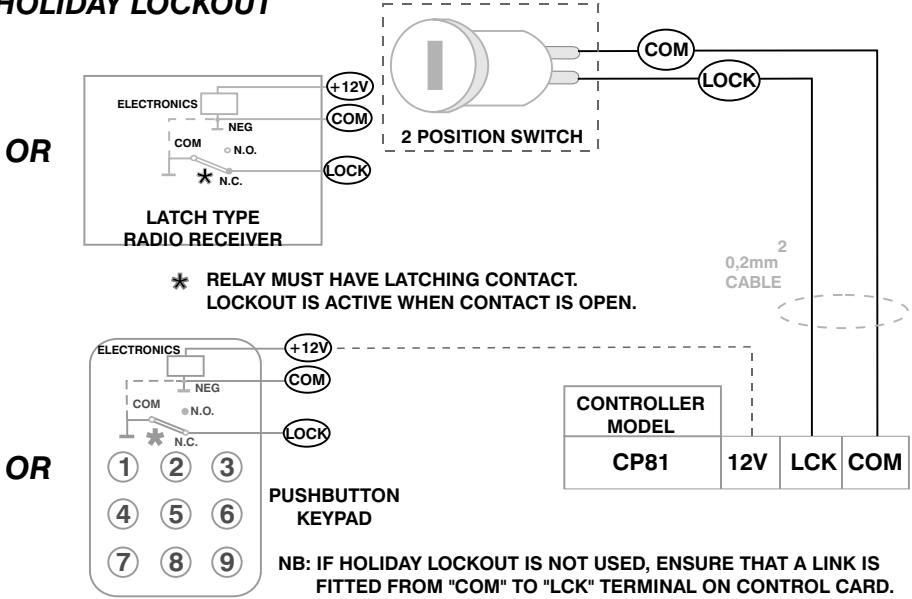 HOLIDAY LOCKOUT
COM
LOCK
2 POSITION SWITCH
OR
ELECTRONICS
+12V
COM
NEG
COM
N.O.
LOCK
* N.C.
LATCH TYPE
RADIO RECEIVER
* RELAY MUST HAVE LATCHING CONTACT.
LOCKOUT IS ACTIVE WHEN CONTACT IS OPEN.
0,2mm 2
CABLE
OR
ELECTRONICS
+12V
COM
NEG
COM
N.O.
LOCK
* N.C.
1 2 3
4 5 6
7 8 9
PUSHBUTTON
KEYPAD
CONTROLLER
MODEL
CP81 12V LCK COM
NB: IF HOLIDAY LOCKOUT IS NOT USED, ENSURE THAT A LINK IS
FITTED FROM "COM" TO "LCK" TERMINAL ON CONTROL CARD.